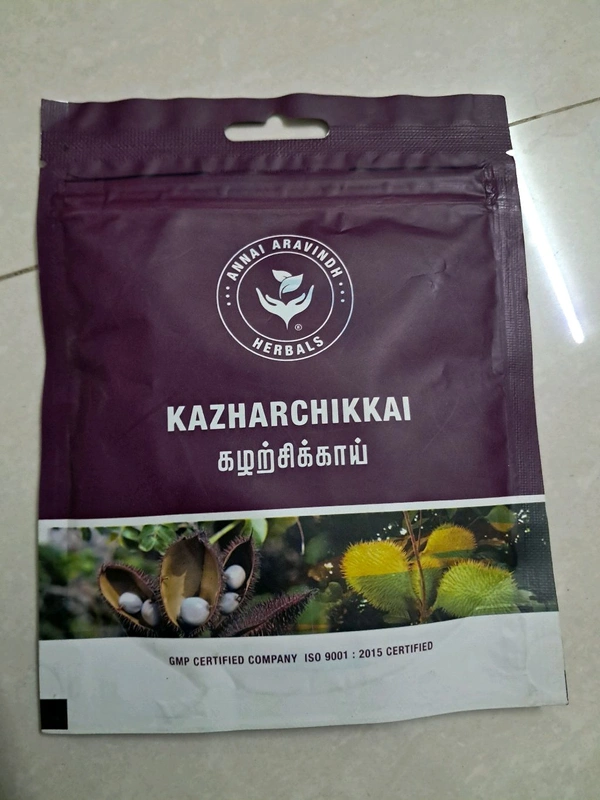 ANNAI ARAVINDH
®
HERBALS
KAZHARCHIKKAI
கழற்சிக்காய்
GMP CERTIFIED COMPANY ISO 9001 : 2015 CERTIFIED